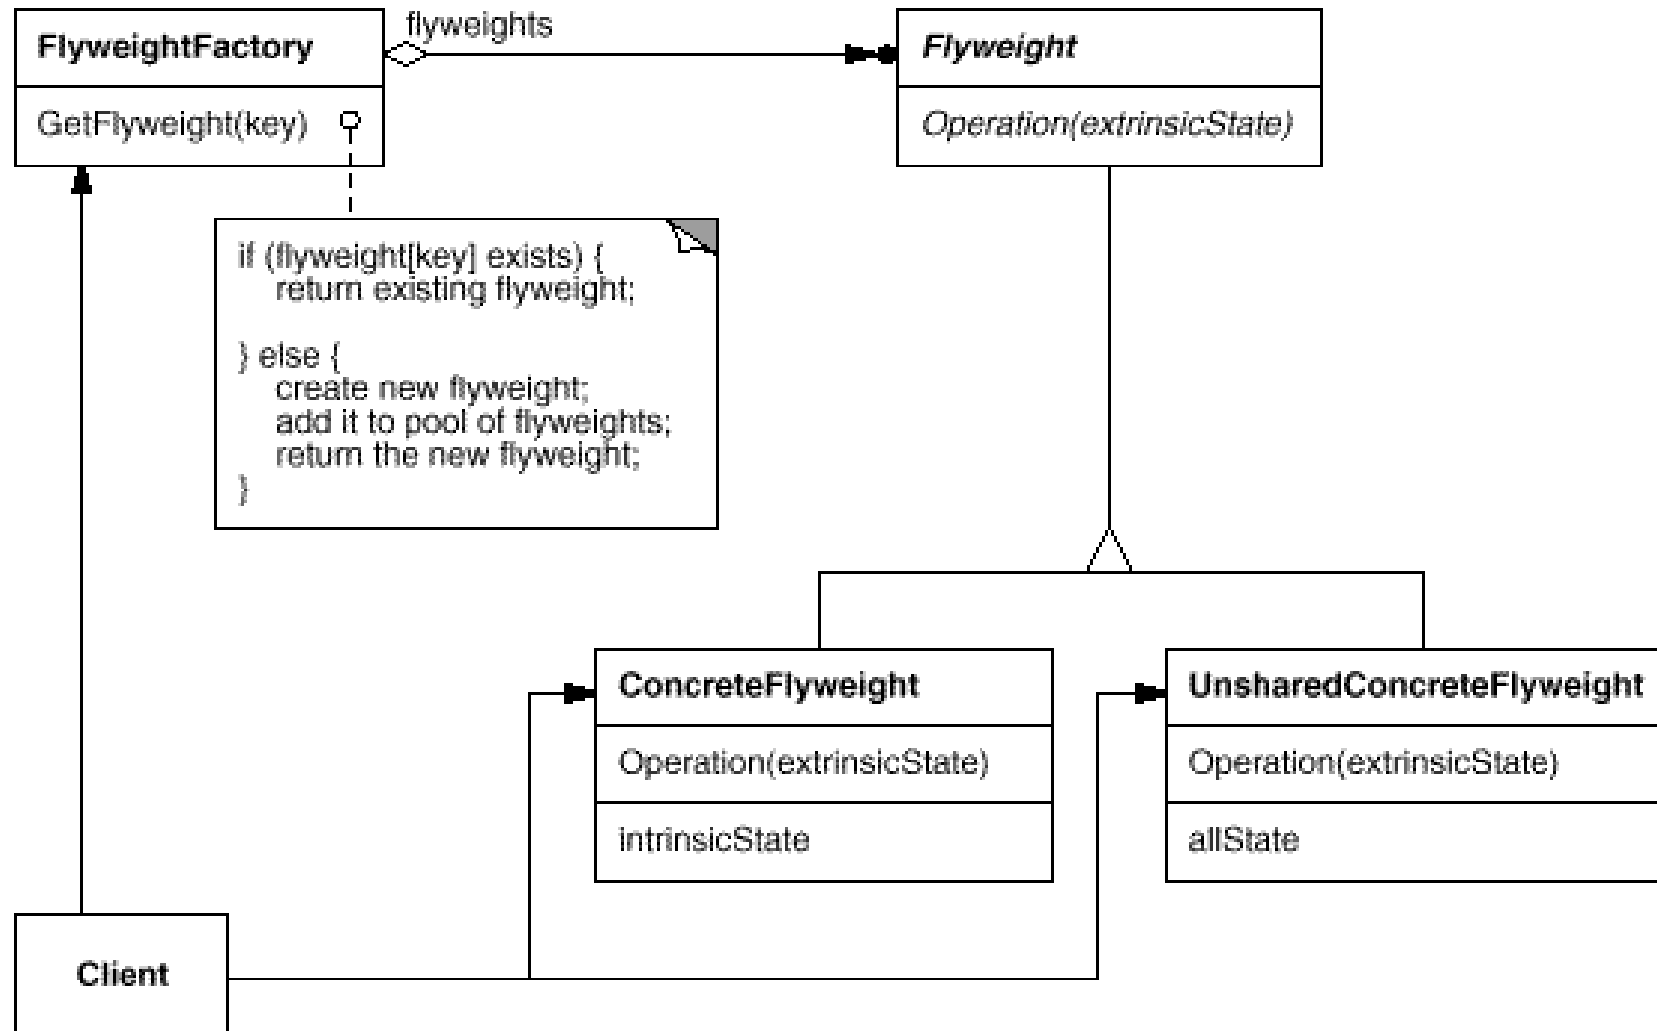 flyweights
FlyweightFactory
GetFlyweight(key)
Flyweight
Operation(extrinsicState)
if (flyweight[key] exists) {
return existing flyweight;
} else {
create new flyweight;
add it to pool of flyweights;
return the new flyweight;
}
ConcreteFlyweight
Operation(extrinsicState)
intrinsicState
UnsharedConcreteFlyweight
Operation(extrinsicState)
allState
Client